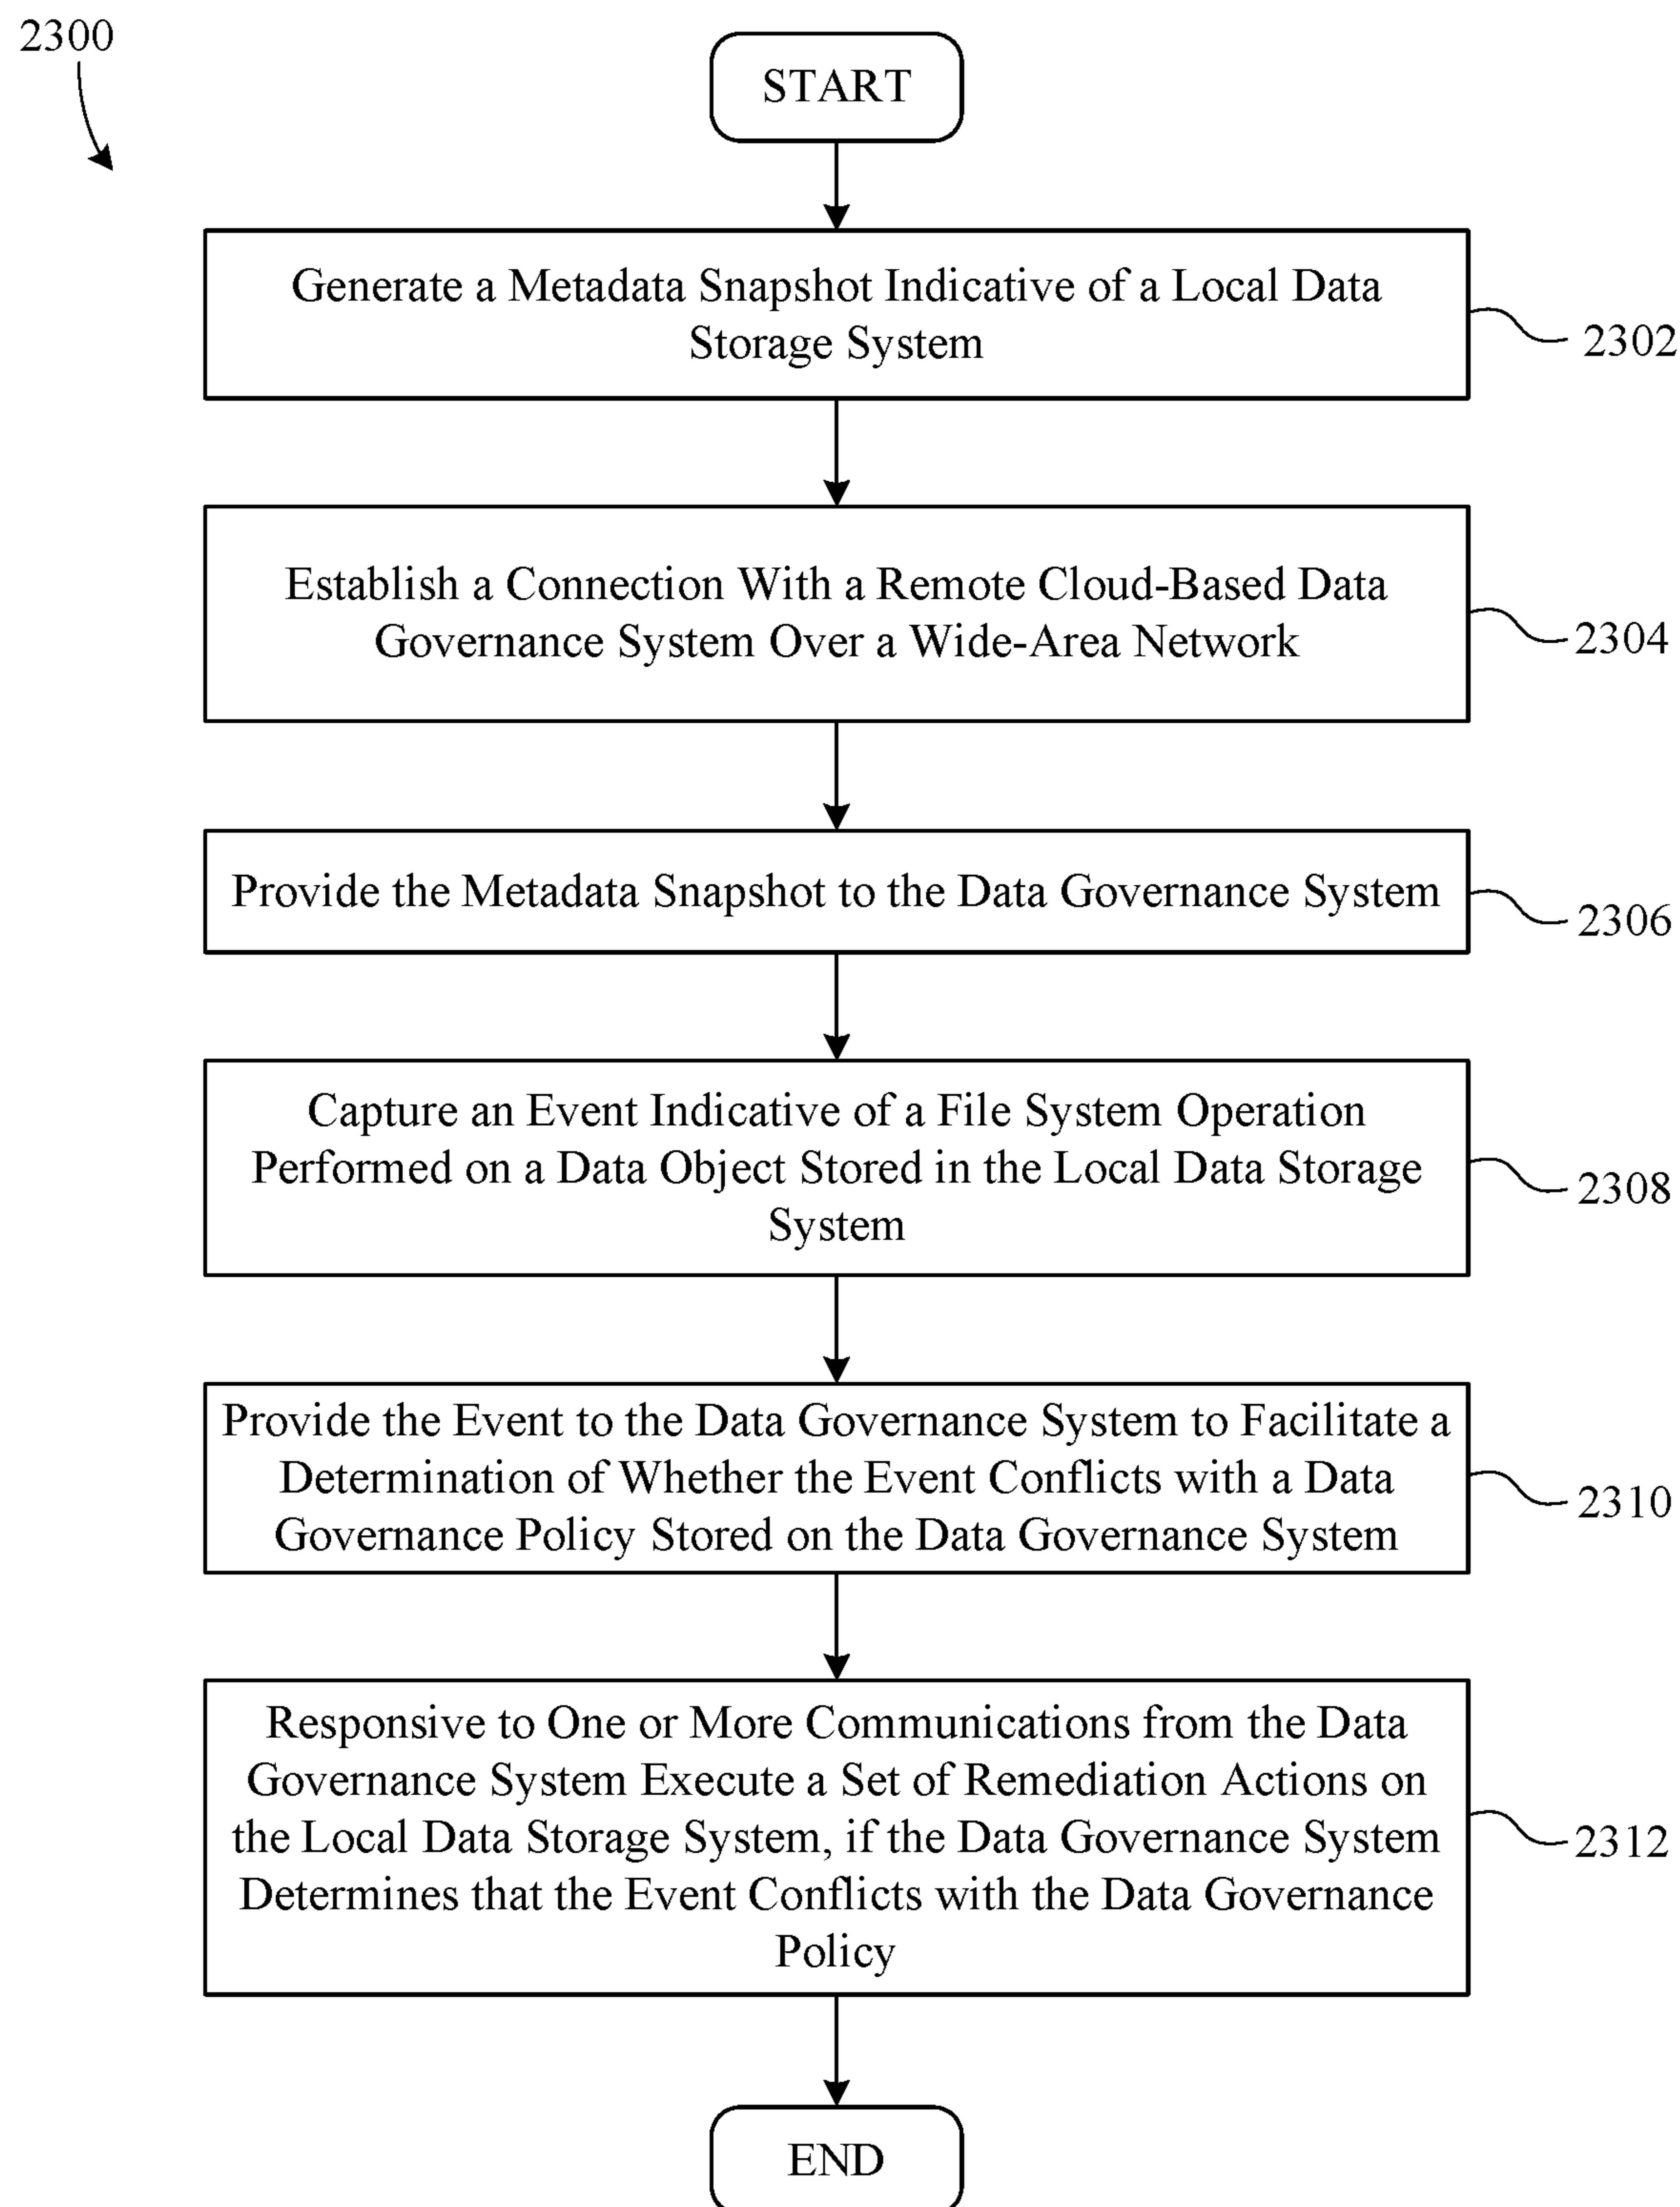 2300
START
Generate a Metadata Snapshot Indicative of a Local Data
Storage System
2302
Establish a Connection With a Remote Cloud-Based Data
Governance System Over a Wide-Area Network
2304
Provide the Metadata Snapshot to the Data Governance System
2306
Capture an Event Indicative of a File System Operation
Performed on a Data Object Stored in the Local Data Storage
System
2308
Provide the Event to the Data Governance System to Facilitate a
Determination of Whether the Event Conflicts with a Data
Governance Policy Stored on the Data Governance System
2310
Responsive to One or More Communications from the Data
Governance System Execute a Set of Remediation Actions on
the Local Data Storage System, if the Data Governance System
Determines that the Event Conflicts with the Data Governance
Policy
2312
END